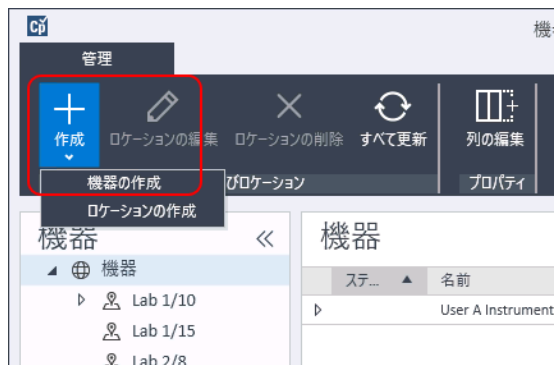 Cp
機
管理
作成 ロケーションの編集 ロケーションの削除 すべて更新 列の編集
機器の作成 びロケーション プロパティ
ロケーションの作成
機器 « 機器
機器 ステ... 名前
Lab 1/10 User A Instrument
Lab 1/15
Lab 2/8